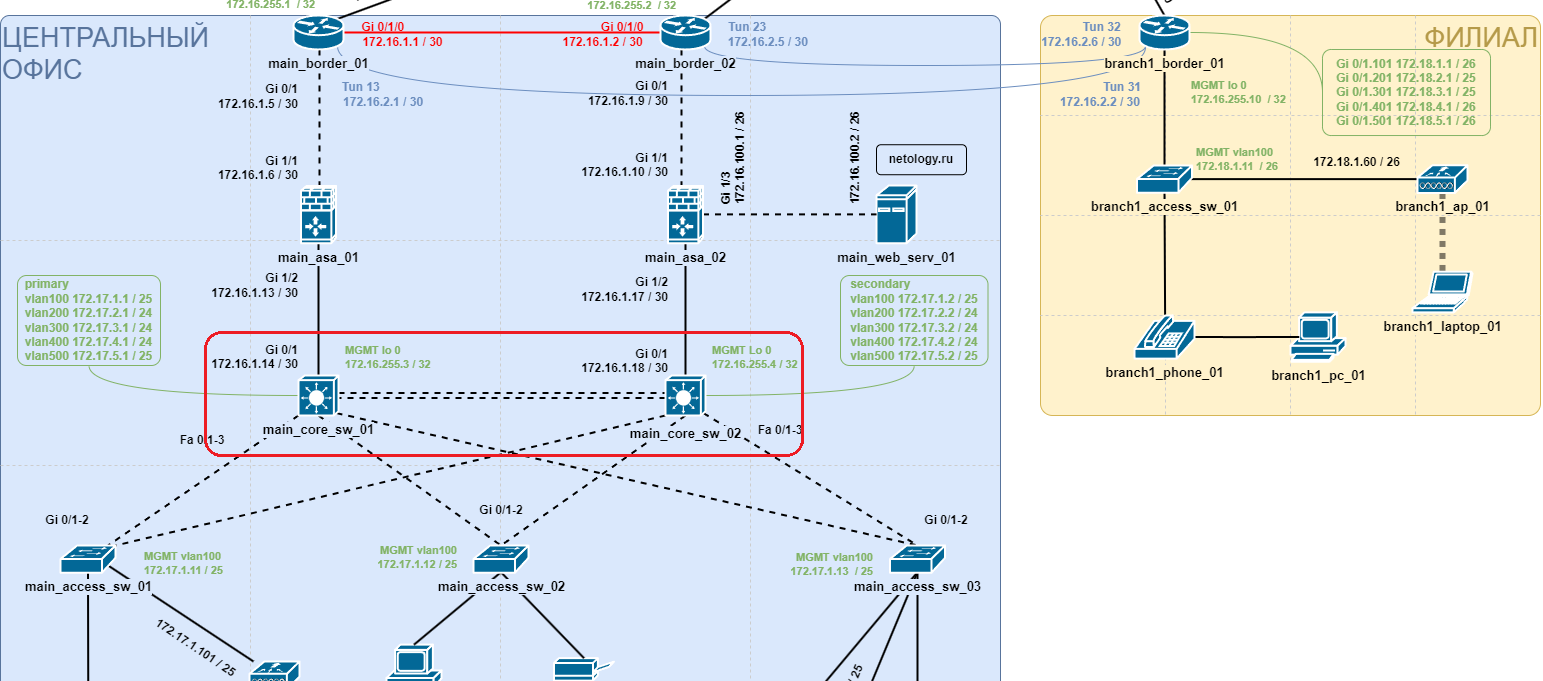 172.16.255.1 / 32
172.16.255.2 / 32
ЦЕНТРАЛЬНЫЙ
ОФИС
Gi 0/1/0
172.16.1.1 / 30
Gi 0/1/0
172.16.1.2 / 30
Tun 23
172.16.2.5 / 30
main_border_01
main_border_02
Gi 0/1
172.16.1.5 / 30
Tun 13
172.16.2.1 / 30
Gi 0/1
172.16.1.9 / 30
Gi 1/1
172.16.1.6 / 30
Gi 1/1
172.16.1.10 / 30
Gi 1/3
172.16.100.1 / 26
172.16.100.2 / 26
netology.ru
main_asa_01
main_asa_02
main_web_serv_01
Gi 1/2
172.16.1.13 / 30
Gi 1/2
172.16.1.17 / 30
primary
vlan100 172.17.1.1 / 25
vlan200 172.17.2.1 / 24
vlan300 172.17.3.1 / 24
vlan400 172.17.4.1 / 24
vlan500 172.17.5.1 / 25
secondary
vlan100 172.17.1.2 / 25
vlan200 172.17.2.2 / 24
vlan300 172.17.3.2 / 24
vlan400 172.17.4.2 / 24
vlan500 172.17.5.2 / 25
Gi 0/1
172.16.1.14 / 30
MGMT lo 0
172.16.255.3 / 32
Gi 0/1
172.16.1.18 / 30
MGMT Lo 0
172.16.255.4 / 32
main_core_sw_01
main_core_sw_02
Fa 0/1-3
Fa 0/1-3
Gi 0/1-2
Gi 0/1-2
Gi 0/1-2
MGMT vlan100
172.17.1.11 / 25
MGMT vlan100
172.17.1.12 / 25
MGMT vlan100
172.17.1.13 / 25
main_access_sw_01
main_access_sw_02
main_access_sw_03
172.17.1.101 / 25
/ 25
ФИЛИАЛ
Tun 32
172.16.2.6 / 30
branch1_border_01
Tun 31
172.16.2.2 / 30
MGMT lo 0
172.16.255.10 / 32
Gi 0/1.101 172.18.1.1 / 26
Gi 0/1.201 172.18.2.1 / 25
Gi 0/1.301 172.18.3.1 / 25
Gi 0/1.401 172.18.4.1 / 26
Gi 0/1.501 172.18.5.1 / 26
MGMT vlan100
172.18.1.11 / 26
172.18.1.60 / 26
branch1_access_sw_01
branch1_ap_01
branch1_laptop_01
branch1_phone_01
branch1_pc_01